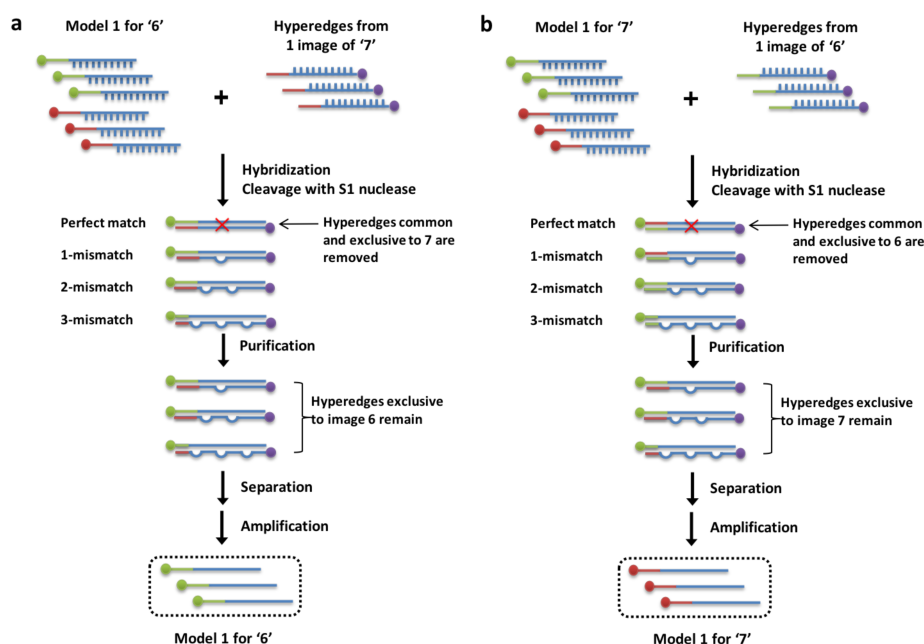 a
Model 1 for ‘6’
Hyperedges from
1 image of ‘7’
+
Hybridization
Cleavage with S1 nuclease
Perfect match
Hyperedges common
and exclusive to 7 are
removed
1-mismatch
2-mismatch
3-mismatch
Purification
Hyperedges exclusive
to image 6 remain
Separation
Amplification
Model 1 for ‘6’
b
Model 1 for ‘7’
Hyperedges from
1 image of ‘6’
+
Hybridization
Cleavage with S1 nuclease
Perfect match
Hyperedges common
and exclusive to 6 are
removed
1-mismatch
2-mismatch
3-mismatch
Purification
Hyperedges exclusive
to image 7 remain
Separation
Amplification
Model 1 for ‘7’